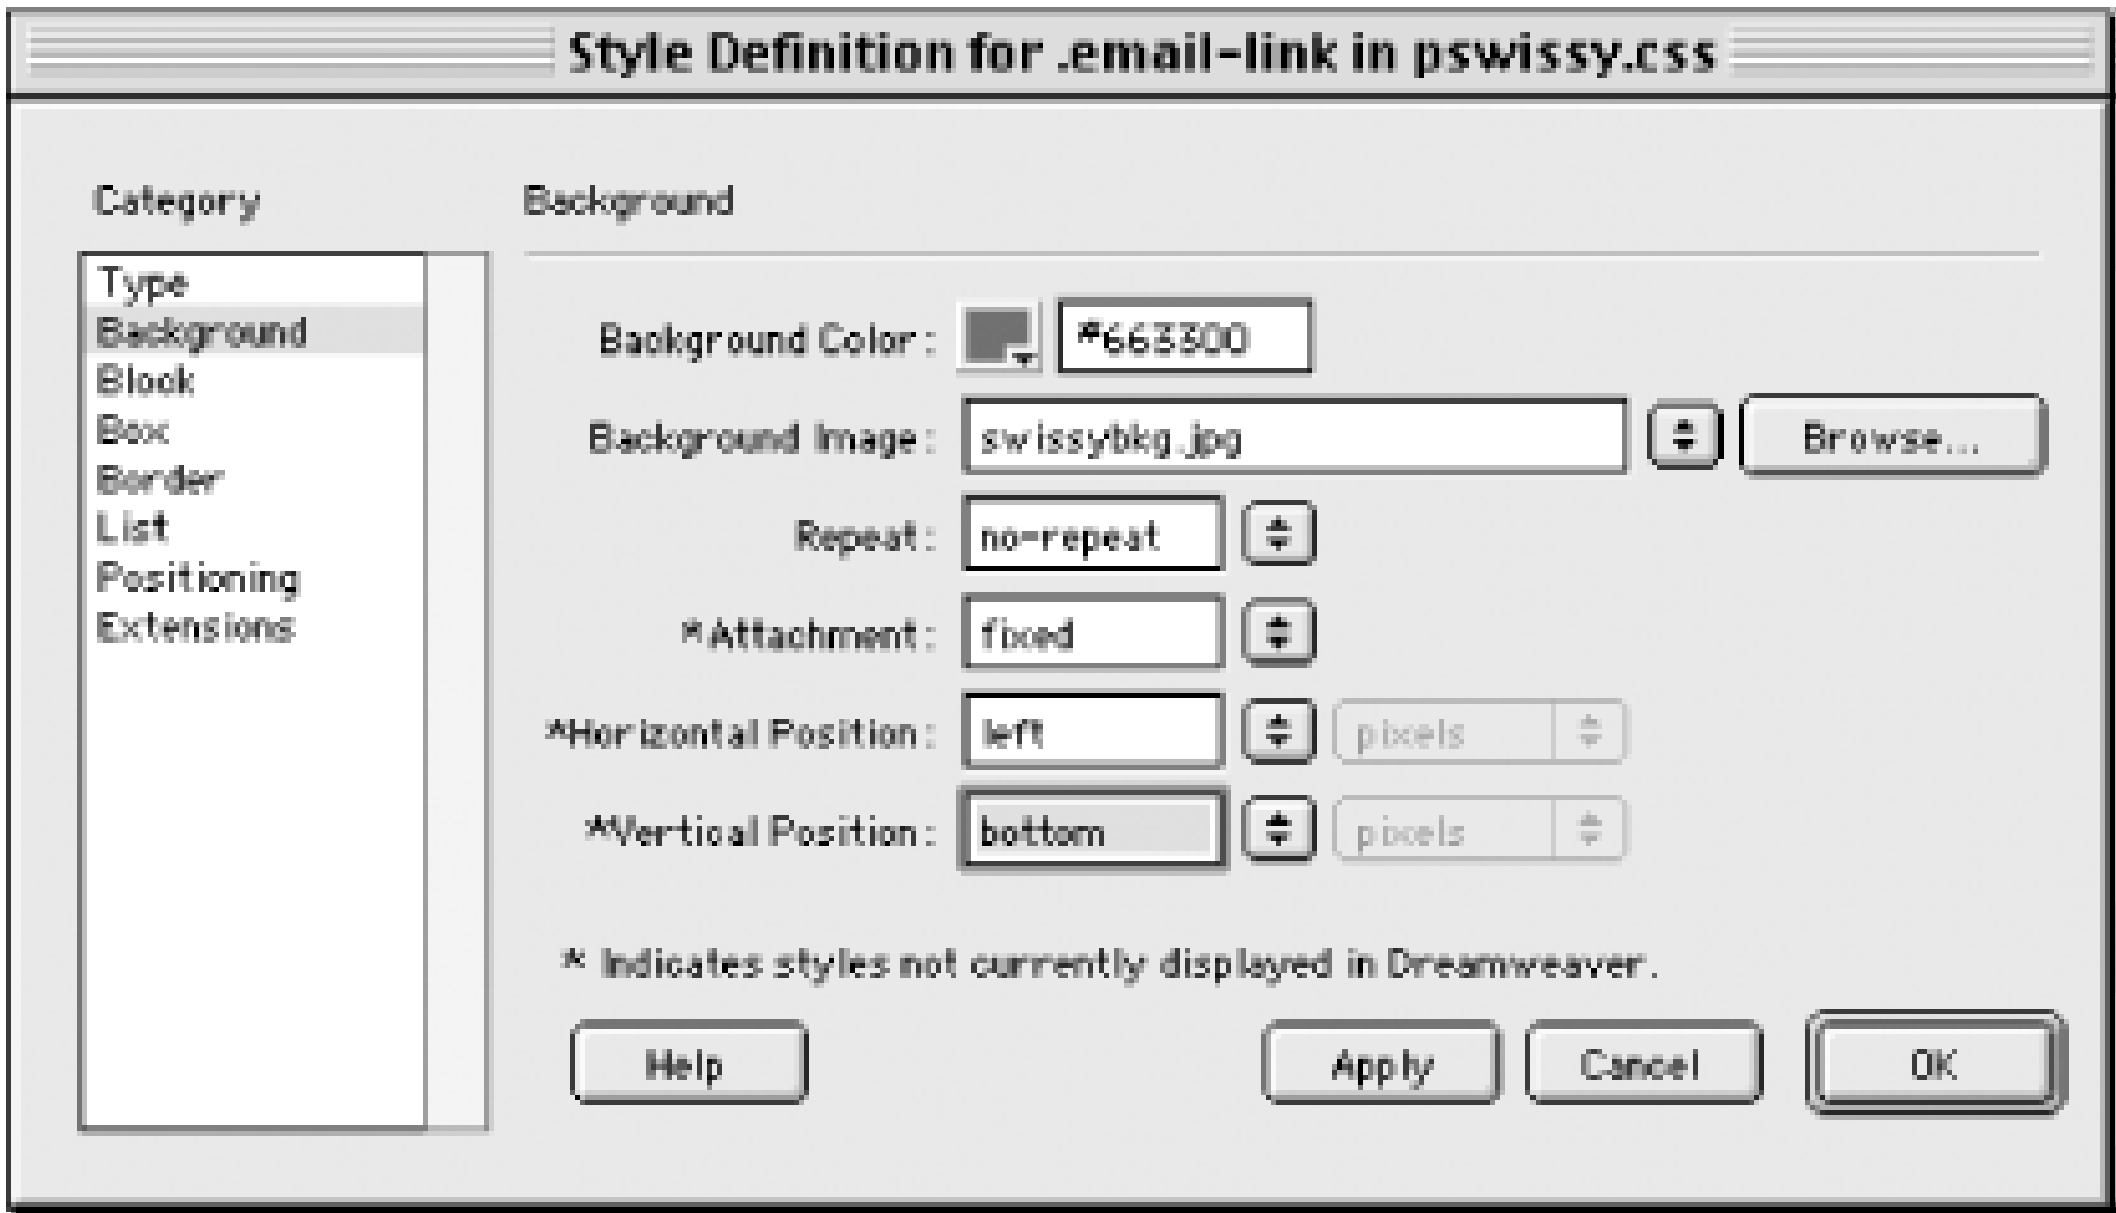 Style Definition for .email-link in pswissy.css
Category
Background
Type
Background
Block
Box
Border
List
Positioning
Extensions
Background Color: #663300
Background Image: swissybkg.jpg Browse...
Repeat: no-repeat
*Attachment: fixed
*Horizontal Position: left pixels
*Vertical Position: bottom pixels
* Indicates styles not currently displayed in Dreamweaver.
Help Apply Cancel OK